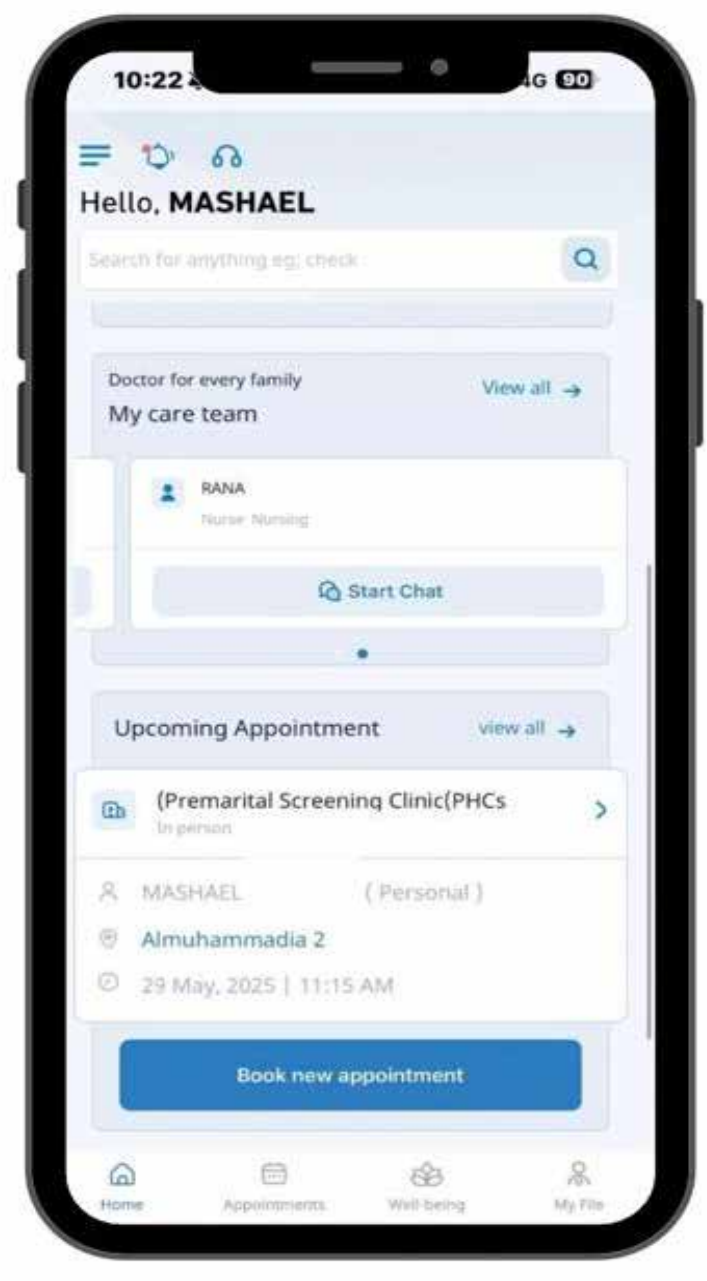 10:22
4G 90
Hello, MASHAEL
Search for anything eg; check
Doctor for every family
View all →
My care team
RANA
Nurse Nursing
Start Chat
Upcoming Appointment
view all →
(Premarital Screening Clinic(PHCs
In person
MASHAEL ( Personal )
Almuhammadia 2
29 May, 2025 | 11:15 AM
Book new appointment
Home
Appointments
Well-being
My File